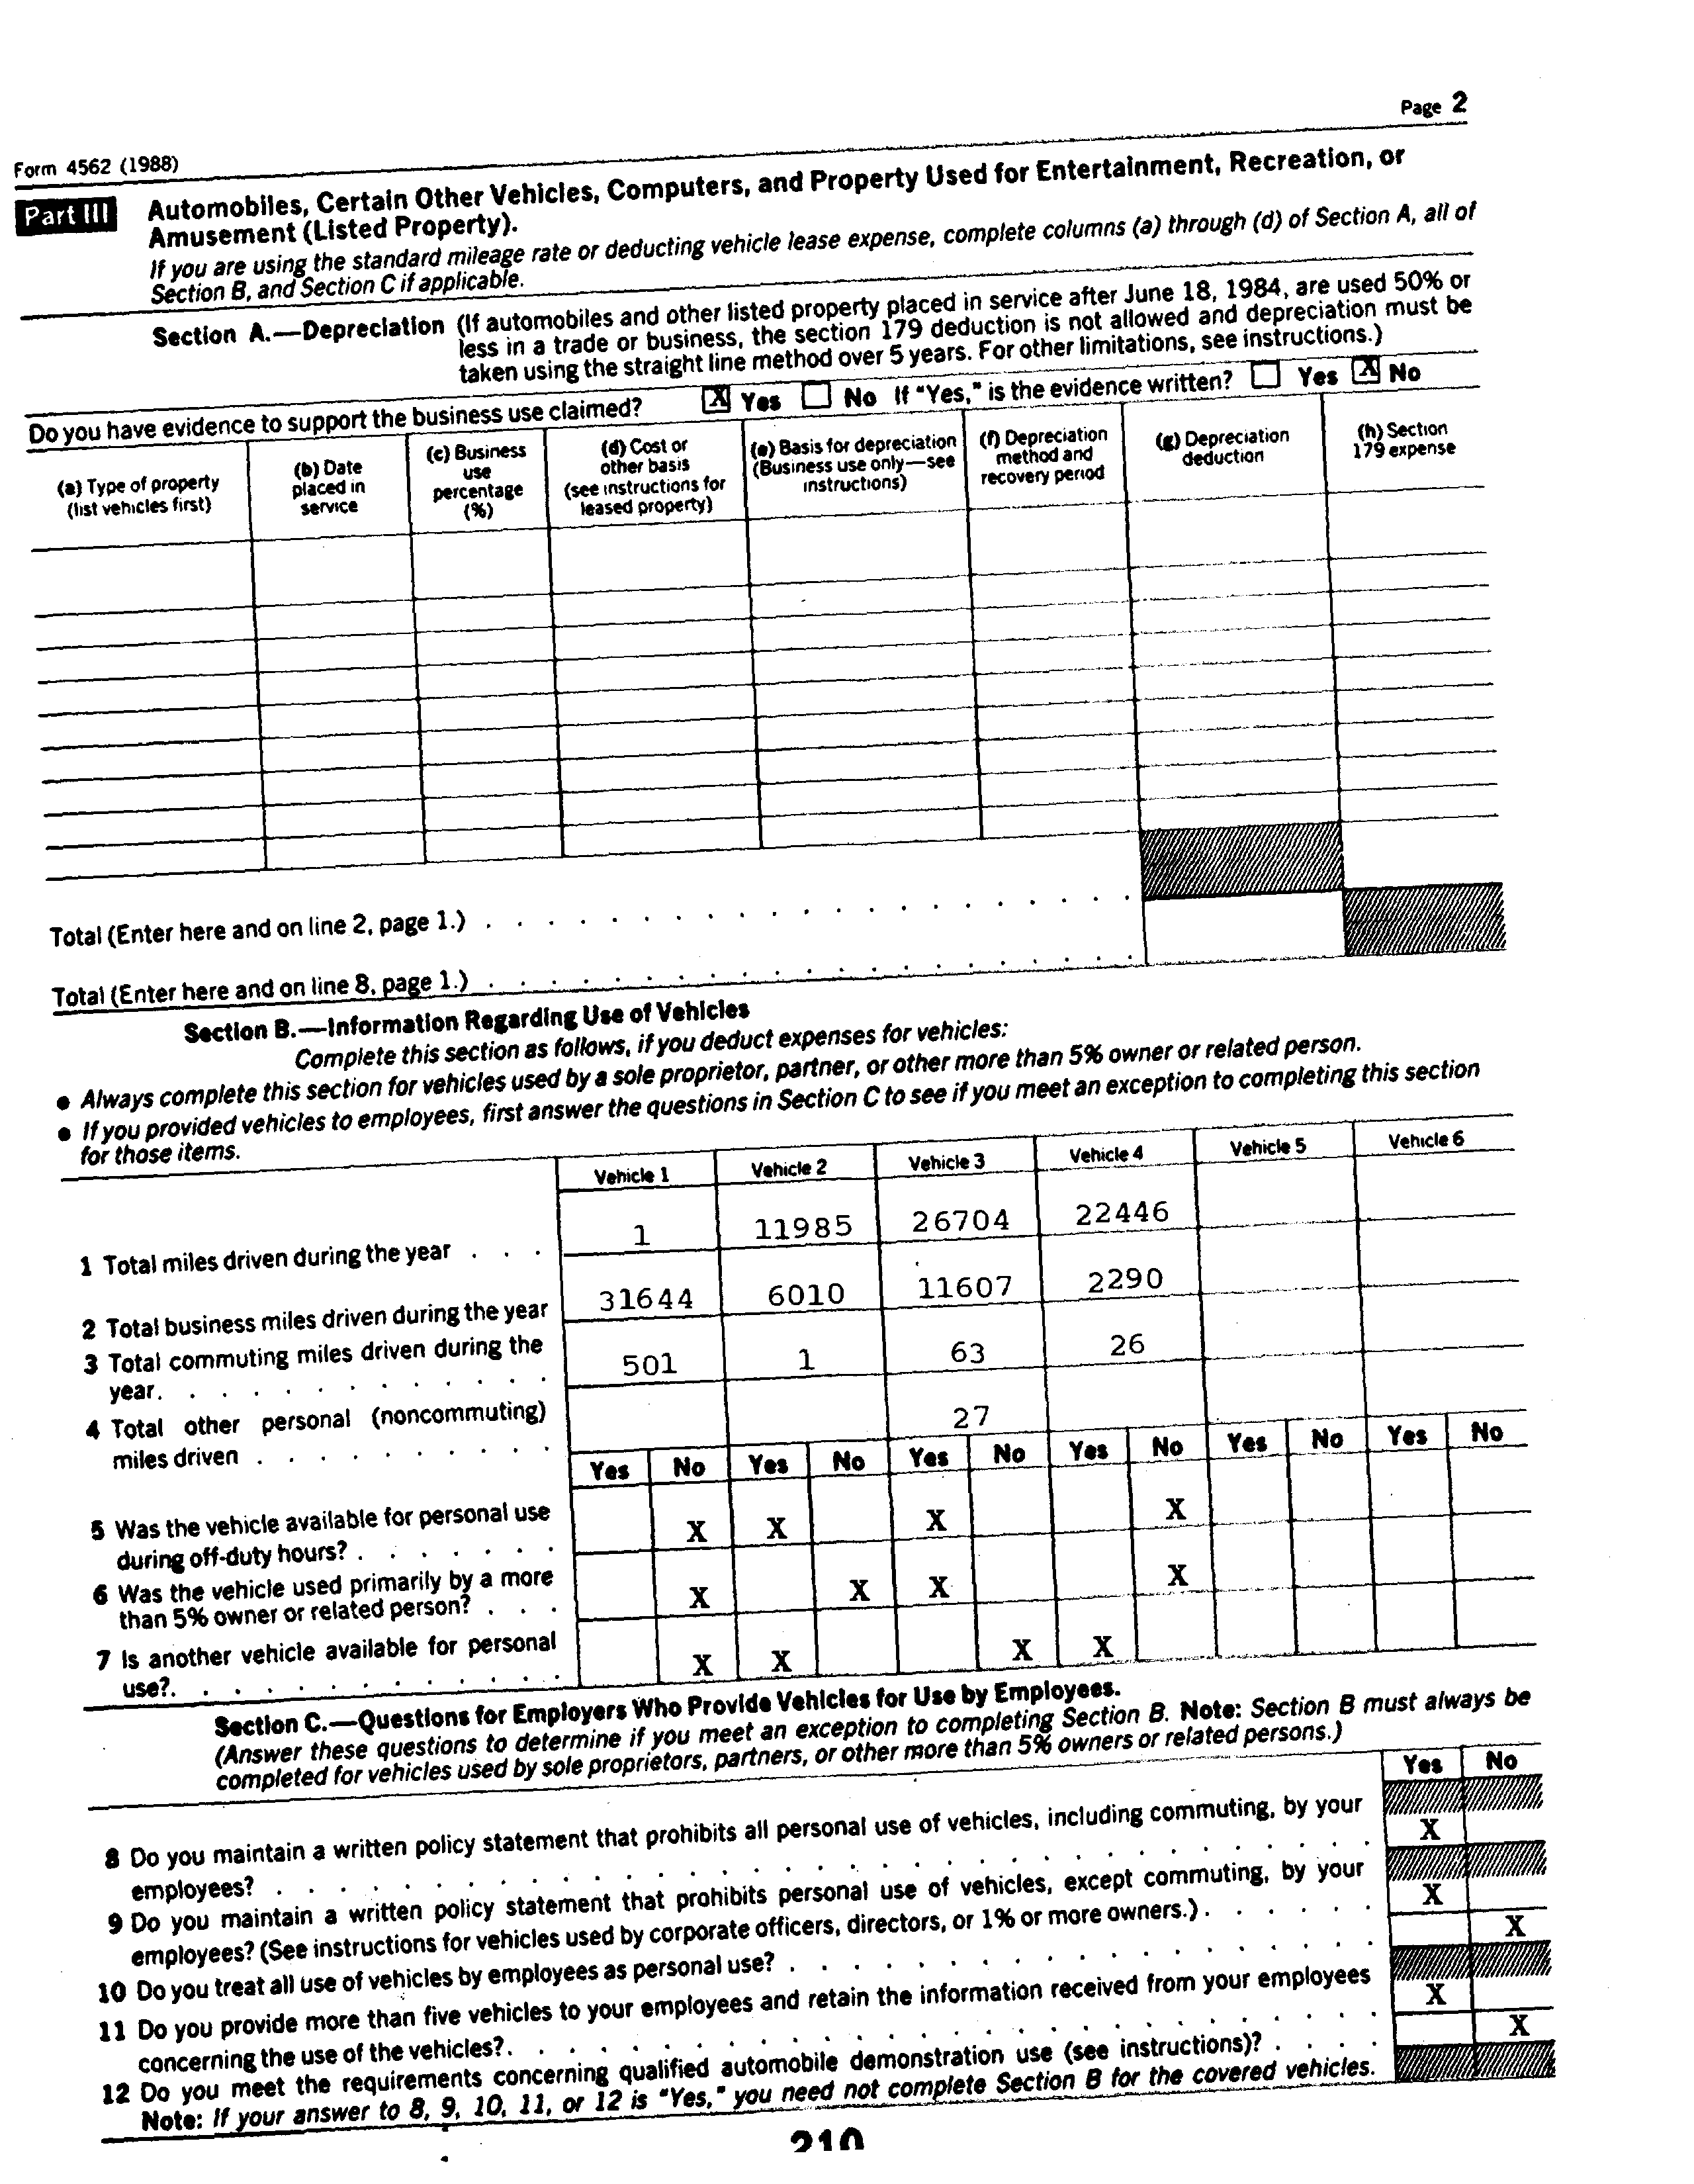 Page 2
Form 4562 (1988)
Part III Automobiles, Certain Other Vehicles, Computers, and Property Used for Entertainment, Recreation, or
Amusement (Listed Property).
If you are using the standard mileage rate or deducting vehicle lease expense, complete columns (a) through (d) of Section A, all of
Section B, and Section C if applicable.
Section A.—Depreciation (If automobiles and other listed property placed in service after June 18, 1984, are used 50% or
less in a trade or business, the section 179 deduction is not allowed and depreciation must be
taken using the straight line method over 5 years. For other limitations, see instructions.)
Do you have evidence to support the business use claimed? X Yes No If "Yes," is the evidence written? Yes X No
(a) Type of property
(list vehicles first)
(b) Date
placed in
service
(c) Business
use
percentage
(%)
(d) Cost or
other basis
(see instructions for
leased property)
(e) Basis for depreciation
(Business use only—see
instructions)
(f) Depreciation
method and
recovery period
(g) Depreciation
deduction
(h) Section
179 expense
Total (Enter here and on line 2, page 1.) . . . . . . . . . . . . . . . . . . . . .
Total (Enter here and on line 8, page 1.) . . . . . . . . . . . . . . . . . . . . .
Section B.—Information Regarding Use of Vehicles
Complete this section as follows, if you deduct expenses for vehicles:
● Always complete this section for vehicles used by a sole proprietor, partner, or other more than 5% owner or related person.
● If you provided vehicles to employees, first answer the questions in Section C to see if you meet an exception to completing this section
for those items.
Vehicle 1 Vehicle 2 Vehicle 3 Vehicle 4 Vehicle 5 Vehicle 6
1 Total miles driven during the year . . . 1 11985 26704 22446
2 Total business miles driven during the year 31644 6010 11607 2290
3 Total commuting miles driven during the
year. . . . . . . . . . . . . 501 1 63 26
4 Total other personal (noncommuting)
miles driven . . . . . . . . . 27
Yes No Yes No Yes No Yes No Yes No Yes No
5 Was the vehicle available for personal use
during off-duty hours? . . . . . . . X X X X
6 Was the vehicle used primarily by a more
than 5% owner or related person? . . . X X X X
7 Is another vehicle available for personal
use?. . . . . . . . . . . . . X X X X
Section C.—Questions for Employers Who Provide Vehicles for Use by Employees.
(Answer these questions to determine if you meet an exception to completing Section B. Note: Section B must always be
completed for vehicles used by sole proprietors, partners, or other more than 5% owners or related persons.)
Yes No
8 Do you maintain a written policy statement that prohibits all personal use of vehicles, including commuting, by your
employees? . . . . . . . . . . . . . . . . . . . . . . . . . . . . . . . . . . X
9 Do you maintain a written policy statement that prohibits personal use of vehicles, except commuting, by your
employees? (See instructions for vehicles used by corporate officers, directors, or 1% or more owners.) . . . . . . X
10 Do you treat all use of vehicles by employees as personal use? . . . . . . . . . . . . . . . . . . . X
11 Do you provide more than five vehicles to your employees and retain the information received from your employees
concerning the use of the vehicles?. . . . . . . . . . . . . . . . . . . . . . . . . . . . X
12 Do you meet the requirements concerning qualified automobile demonstration use (see instructions)? . . . . X
Note: If your answer to 8, 9, 10, 11, or 12 is "Yes," you need not complete Section B for the covered vehicles.
210